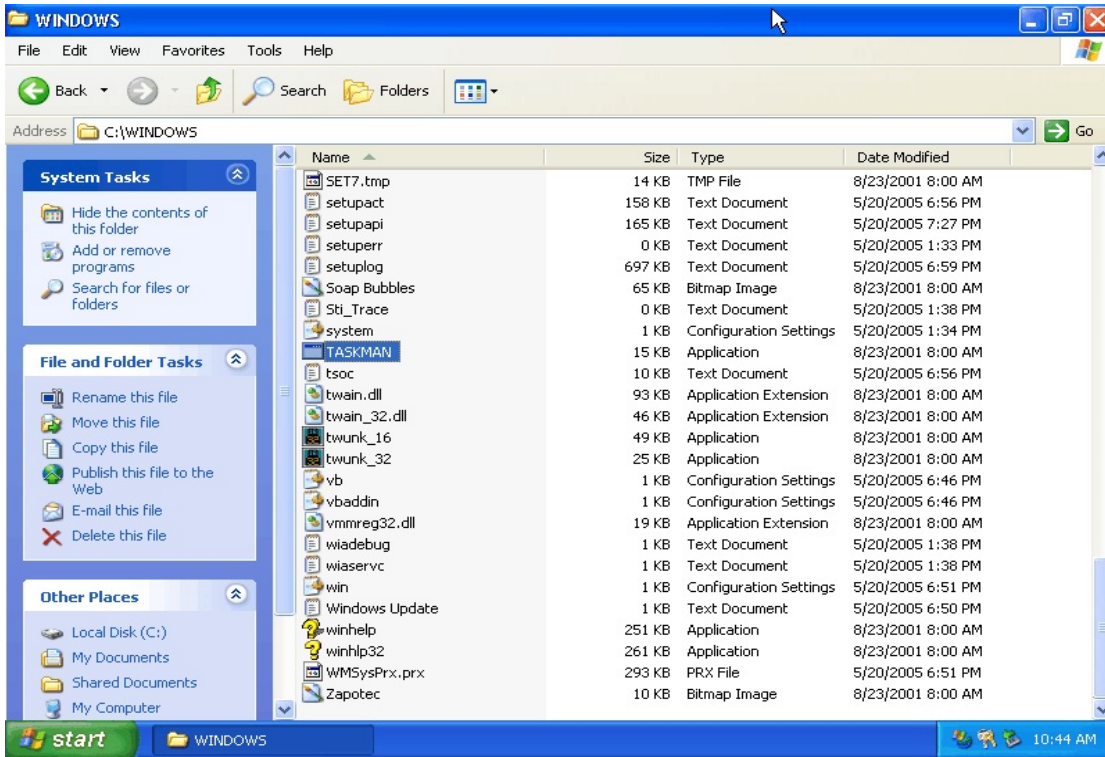 WINDOWS
File Edit View Favorites Tools Help
Back Search Folders
Address C:\WINDOWS Go
System Tasks
Hide the contents of
this folder
Add or remove
programs
Search for files or
folders
File and Folder Tasks
Rename this file
Move this file
Copy this file
Publish this file to the
Web
E-mail this file
Delete this file
Other Places
Local Disk (C:)
My Documents
Shared Documents
My Computer
Name Size Type Date Modified
SET7.tmp 14 KB TMP File 8/23/2001 8:00 AM
setupact 158 KB Text Document 5/20/2005 6:56 PM
setupapi 165 KB Text Document 5/20/2005 7:27 PM
setuperr 0 KB Text Document 5/20/2005 1:33 PM
setuplog 697 KB Text Document 5/20/2005 6:59 PM
Soap Bubbles 65 KB Bitmap Image 8/23/2001 8:00 AM
Sti_Trace 0 KB Text Document 5/20/2005 1:38 PM
system 1 KB Configuration Settings 5/20/2005 1:34 PM
TASKMAN 15 KB Application 8/23/2001 8:00 AM
tsoc 10 KB Text Document 5/20/2005 6:56 PM
twain.dll 93 KB Application Extension 8/23/2001 8:00 AM
twain_32.dll 46 KB Application Extension 8/23/2001 8:00 AM
twunk_16 49 KB Application 8/23/2001 8:00 AM
twunk_32 25 KB Application 8/23/2001 8:00 AM
vb 1 KB Configuration Settings 5/20/2005 6:46 PM
vbaddin 1 KB Configuration Settings 5/20/2005 6:46 PM
vmmreg32.dll 19 KB Application Extension 8/23/2001 8:00 AM
wiadebug 1 KB Text Document 5/20/2005 1:38 PM
wiaservc 1 KB Text Document 5/20/2005 1:38 PM
win 1 KB Configuration Settings 5/20/2005 6:51 PM
Windows Update 1 KB Text Document 5/20/2005 6:50 PM
winhelp 251 KB Application 8/23/2001 8:00 AM
winhlp32 261 KB Application 8/23/2001 8:00 AM
WMSysPrx.prx 293 KB PRX File 5/20/2005 6:51 PM
Zapotec 10 KB Bitmap Image 8/23/2001 8:00 AM
start WINDOWS 10:44 AM